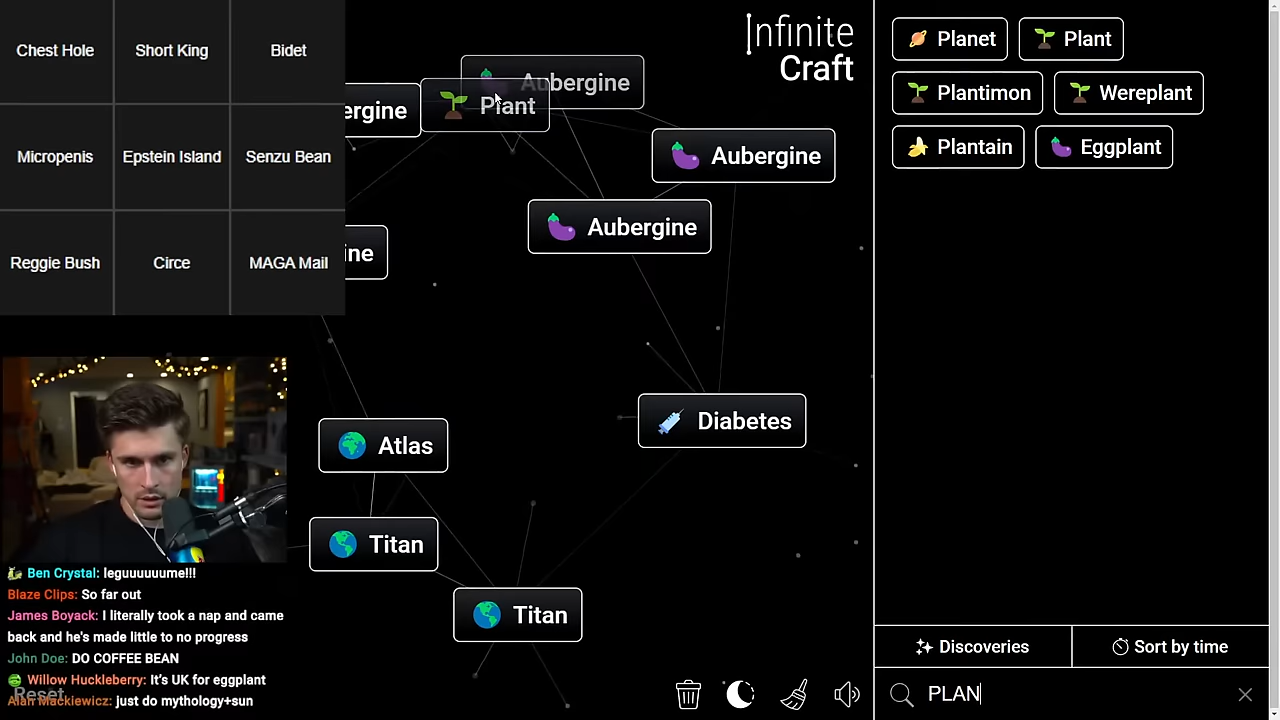 Chest Hole
Short King
Bidet
Micropenis
Epstein Island
Senzu Bean
Reggie Bush
Circe
MAGA Mail
Infinite
Craft
Aubergine
ergine
Plant
Aubergine
Aubergine
ine
Diabetes
Atlas
Titan
Titan
Planet
Plant
Plantimon
Wereplant
Plantain
Eggplant
Ben Crystal: leguuuuuume!!!
Blaze Clips: So far out
James Boyack: I literally took a nap and came
back and he's made little to no progress
John Doe: DO COFFEE BEAN
Willow Huckleberry: It's UK for eggplant
Reset
Alan Mackiewicz: just do mythology+sun
Discoveries
Sort by time
PLAN